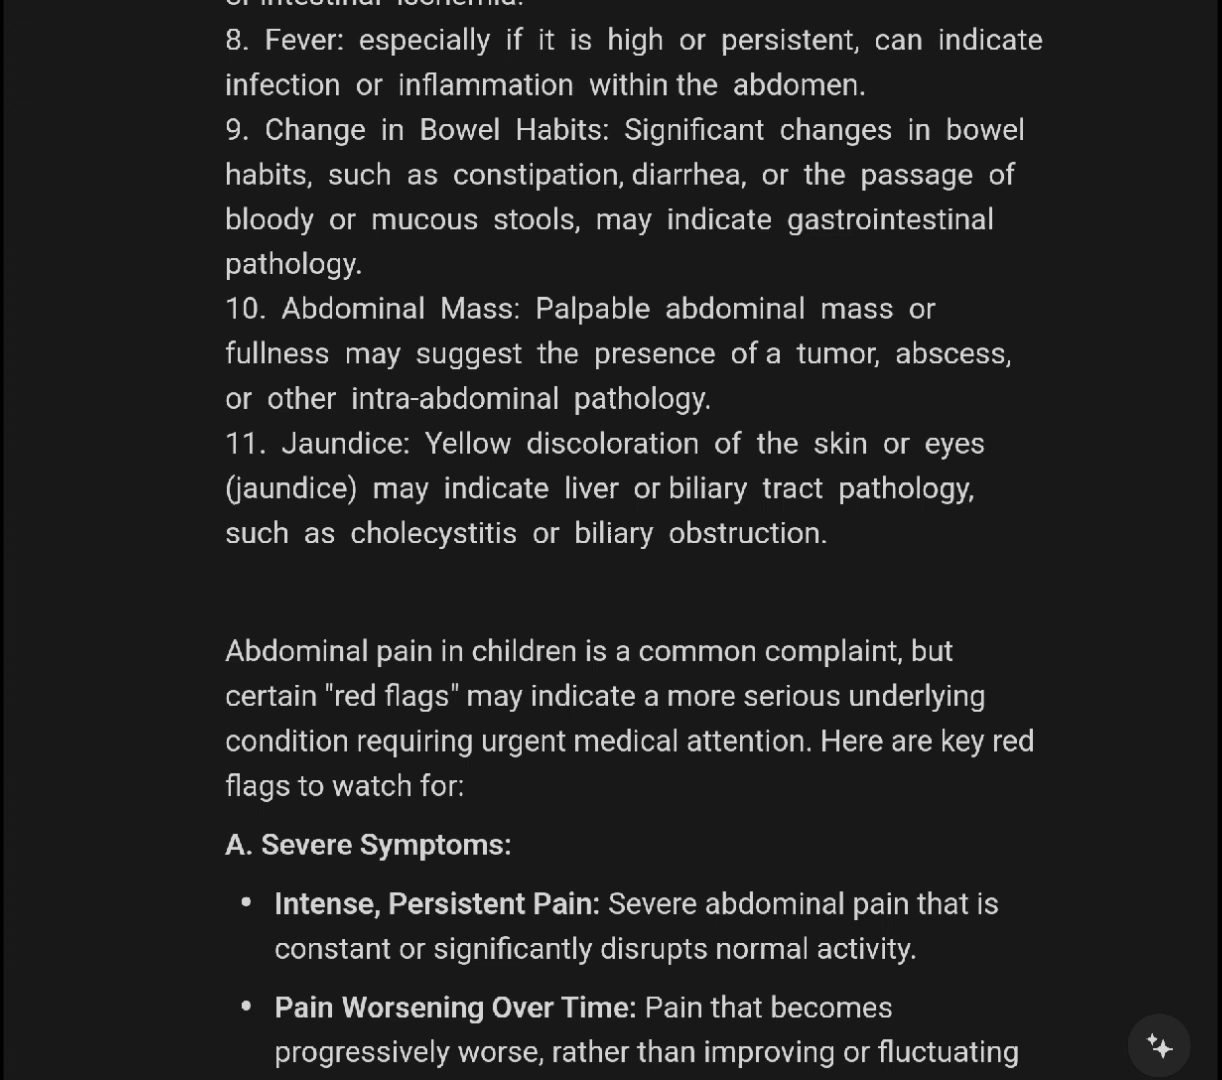 or intestinal ischemia.
8. Fever: especially if it is high or persistent, can indicate
infection or inflammation within the abdomen.
9. Change in Bowel Habits: Significant changes in bowel
habits, such as constipation, diarrhea, or the passage of
bloody or mucous stools, may indicate gastrointestinal
pathology.
10. Abdominal Mass: Palpable abdominal mass or
fullness may suggest the presence of a tumor, abscess,
or other intra-abdominal pathology.
11. Jaundice: Yellow discoloration of the skin or eyes
(jaundice) may indicate liver or biliary tract pathology,
such as cholecystitis or biliary obstruction.
Abdominal pain in children is a common complaint, but
certain "red flags" may indicate a more serious underlying
condition requiring urgent medical attention. Here are key red
flags to watch for:
A. Severe Symptoms:
• Intense, Persistent Pain: Severe abdominal pain that is
constant or significantly disrupts normal activity.
• Pain Worsening Over Time: Pain that becomes
progressively worse, rather than improving or fluctuating